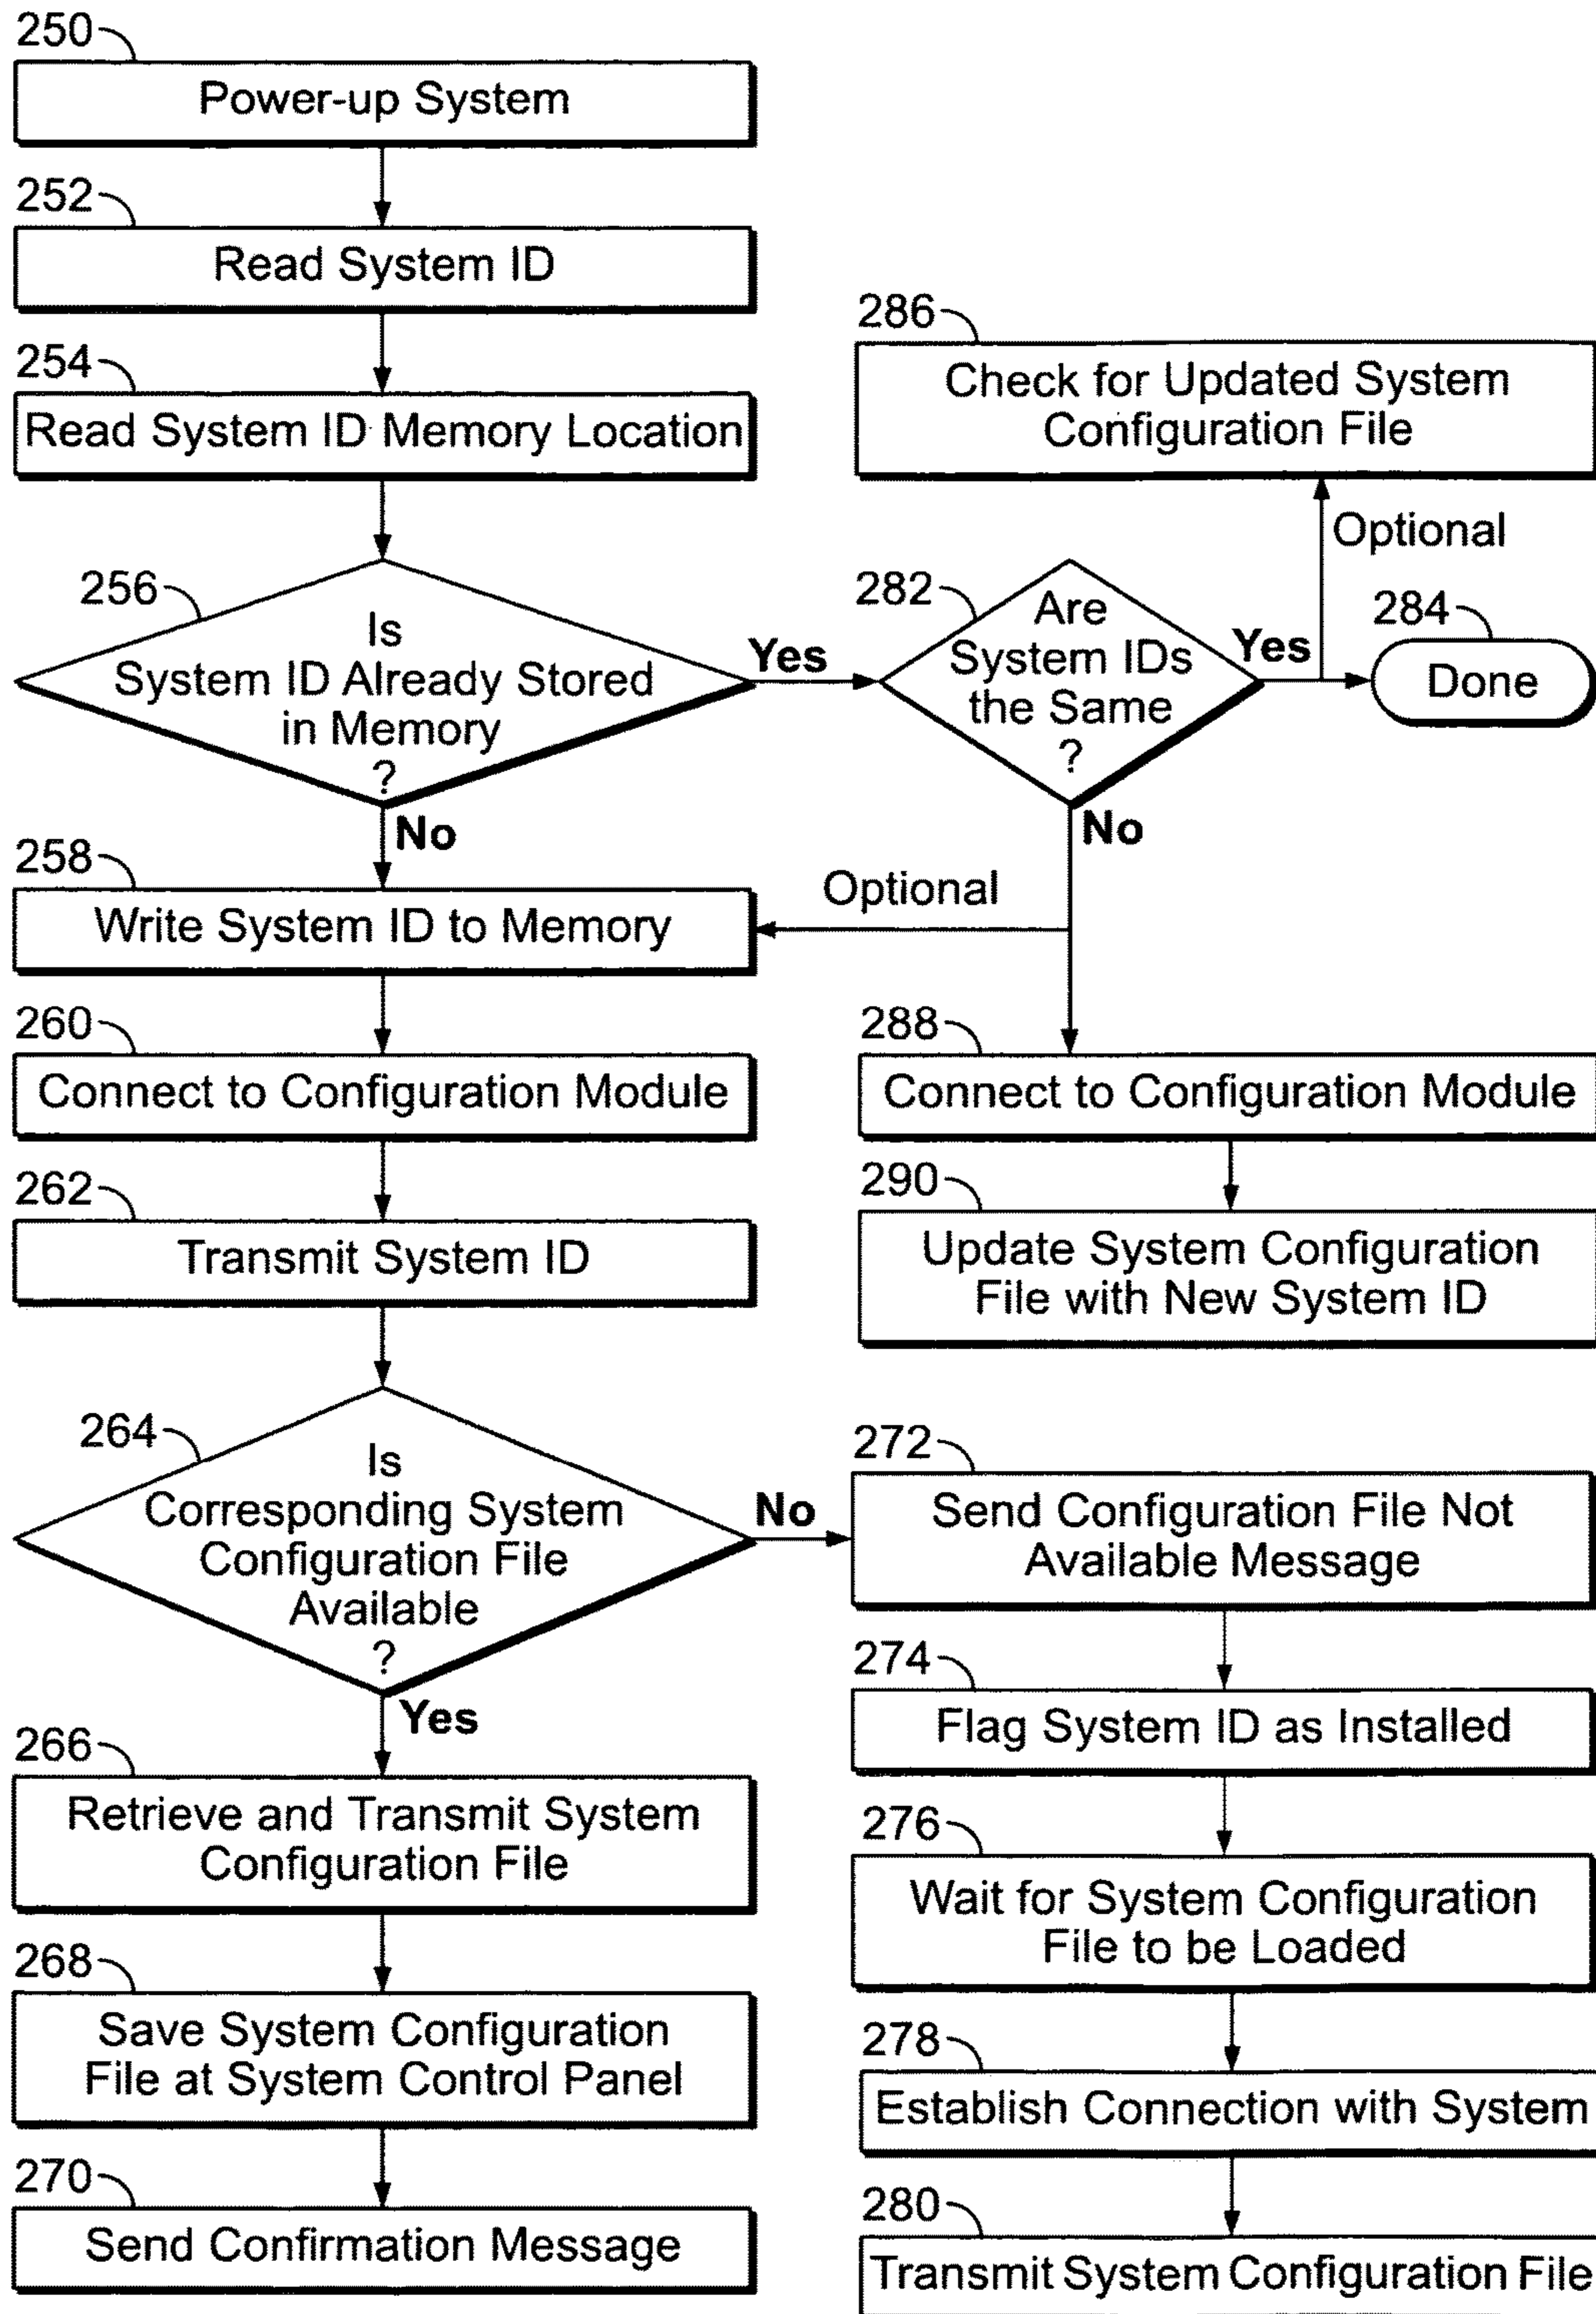 250
Power-up System
252
Read System ID
254
Read System ID Memory Location
256
Is
System ID Already Stored
in Memory
?
Yes
No
282
Are
System IDs
the Same
?
Yes
No
286
Check for Updated System
Configuration File
Optional
284
Done
Optional
258
Write System ID to Memory
260
Connect to Configuration Module
262
Transmit System ID
288
Connect to Configuration Module
290
Update System Configuration
File with New System ID
264
Is
Corresponding System
Configuration File
Available
?
No
Yes
266
Retrieve and Transmit System
Configuration File
268
Save System Configuration
File at System Control Panel
270
Send Confirmation Message
272
Send Configuration File Not
Available Message
274
Flag System ID as Installed
276
Wait for System Configuration
File to be Loaded
278
Establish Connection with System
280
Transmit System Configuration File